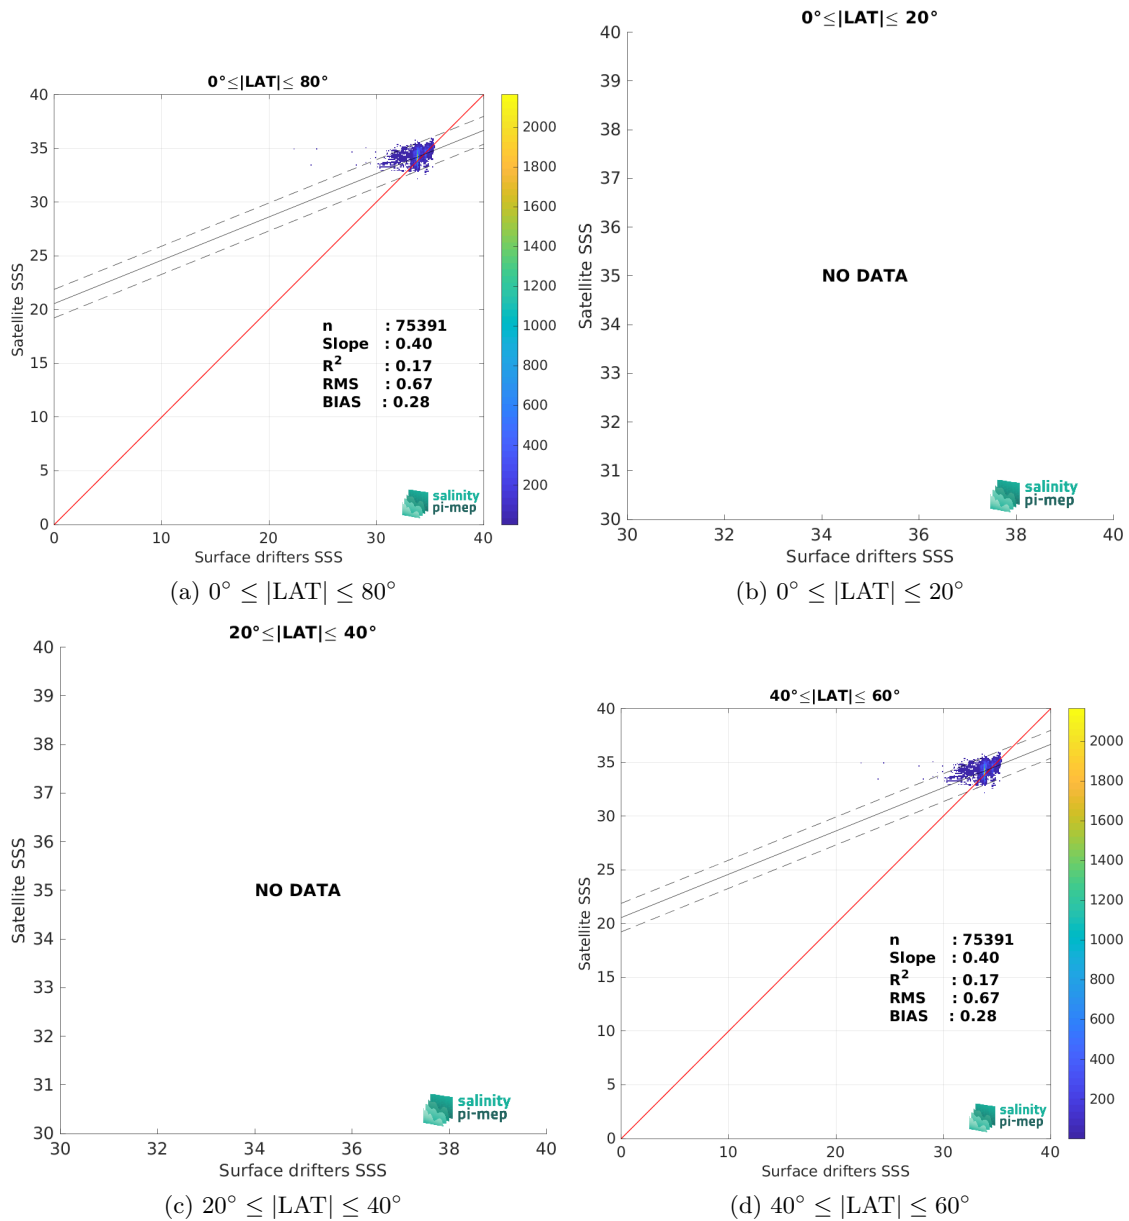 0°≤|LAT|≤ 80°
40
35
30
25
20
15
10
5
0
Satellite SSS
n : 75391
Slope : 0.40
R² : 0.17
RMS : 0.67
BIAS : 0.28
2000
1800
1600
1400
1200
1000
800
600
400
200
salinity
pi-mep
0 10 20 30 40
Surface drifters SSS
(a) 0° ≤ |LAT| ≤ 80°
0°≤|LAT|≤ 20°
40
39
38
37
36
35
34
33
32
31
30
Satellite SSS
NO DATA
salinity
pi-mep
30 32 34 36 38 40
Surface drifters SSS
(b) 0° ≤ |LAT| ≤ 20°
20°≤|LAT|≤ 40°
40
39
38
37
36
35
34
33
32
31
30
Satellite SSS
NO DATA
salinity
pi-mep
30 32 34 36 38 40
Surface drifters SSS
(c) 20° ≤ |LAT| ≤ 40°
40°≤|LAT|≤ 60°
40
35
30
25
20
15
10
5
0
Satellite SSS
n : 75391
Slope : 0.40
R² : 0.17
RMS : 0.67
BIAS : 0.28
2000
1800
1600
1400
1200
1000
800
600
400
200
salinity
pi-mep
0 10 20 30 40
Surface drifters SSS
(d) 40° ≤ |LAT| ≤ 60°